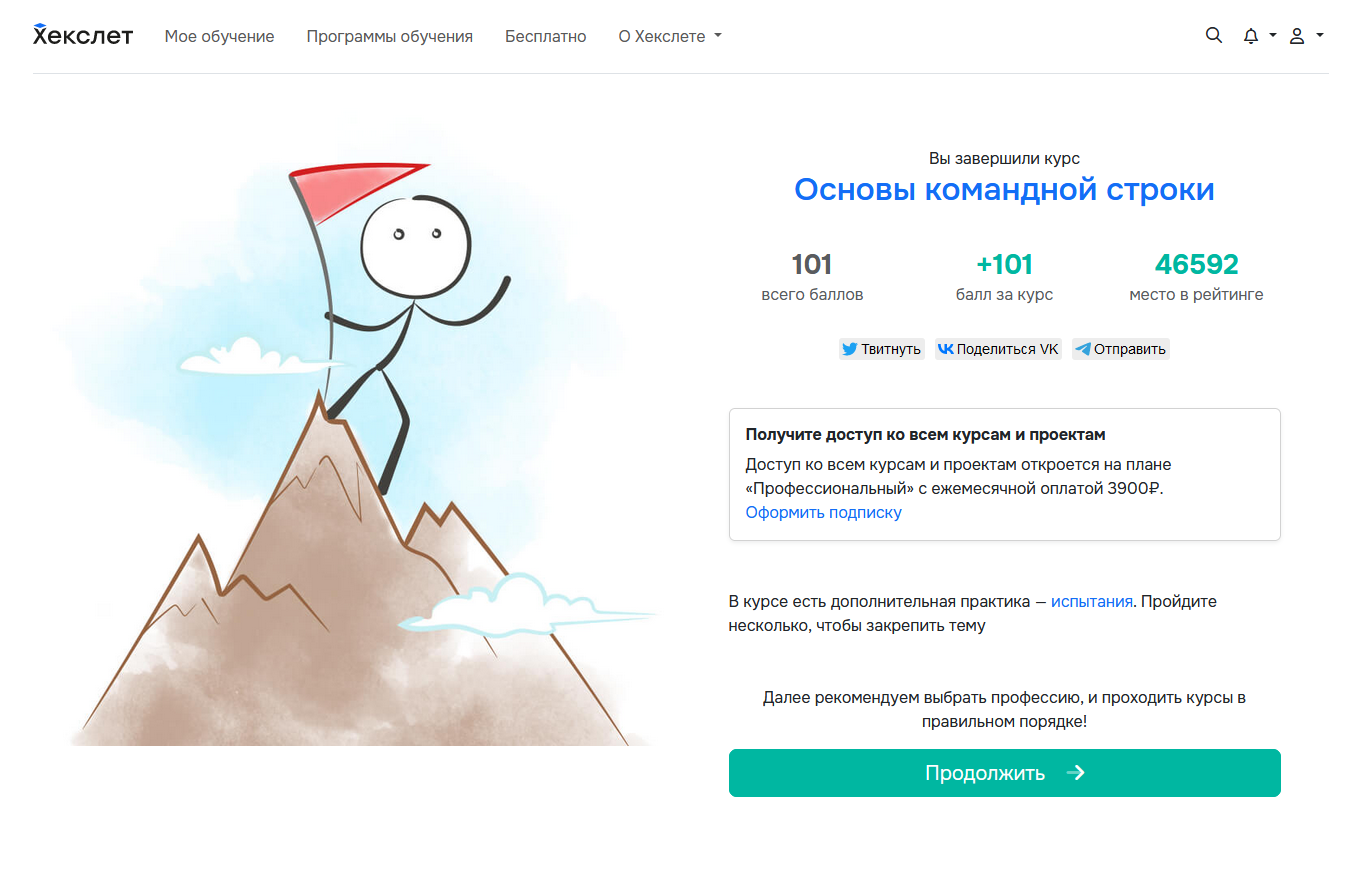 Хекслет Мое обучение Программы обучения Бесплатно О Хекслете
Вы завершили курс
Основы командной строки
101 +101 46592
всего баллов балл за курс место в рейтинге
Твитнуть Поделиться VK Отправить
Получите доступ ко всем курсам и проектам
Доступ ко всем курсам и проектам откроется на плане
«Профессиональный» с ежемесячной оплатой 3900₽.
Оформить подписку
В курсе есть дополнительная практика — испытания. Пройдите
несколько, чтобы закрепить тему
Далее рекомендуем выбрать профессию, и проходить курсы в
правильном порядке!
Продолжить